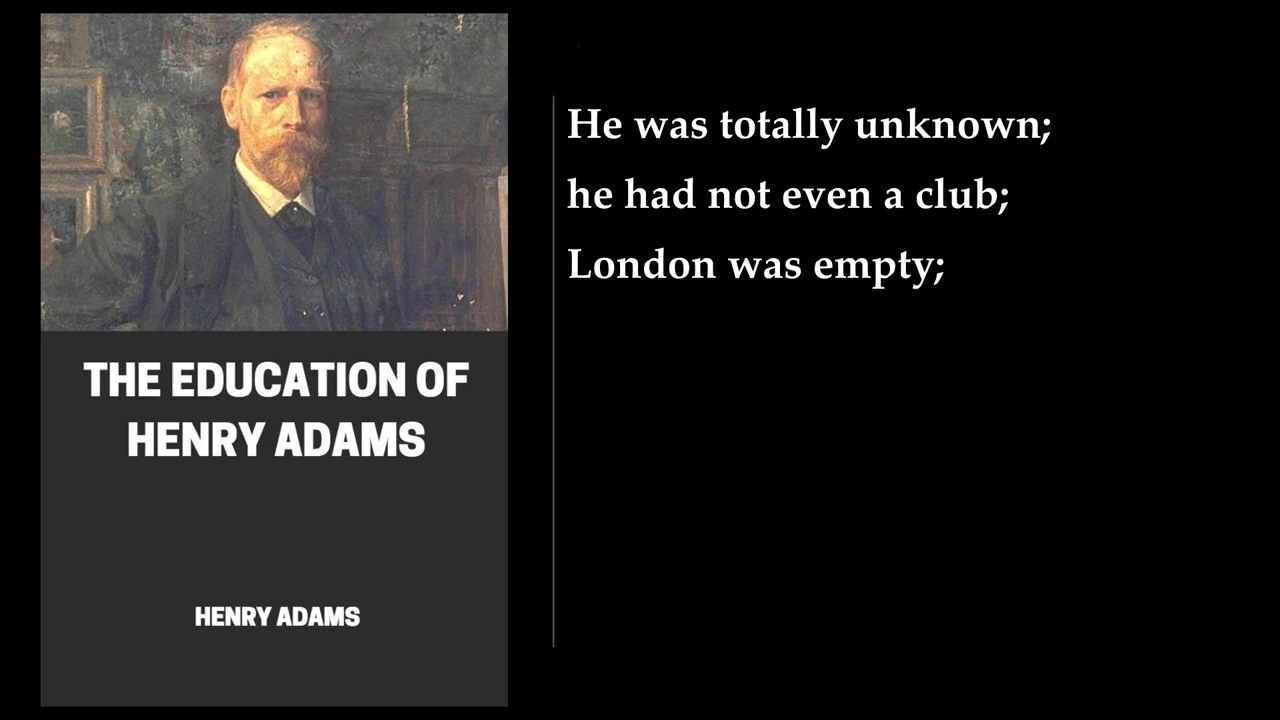 THE EDUCATION OF
HENRY ADAMS
HENRY ADAMS
He was totally unknown;
he had not even a club;
London was empty;